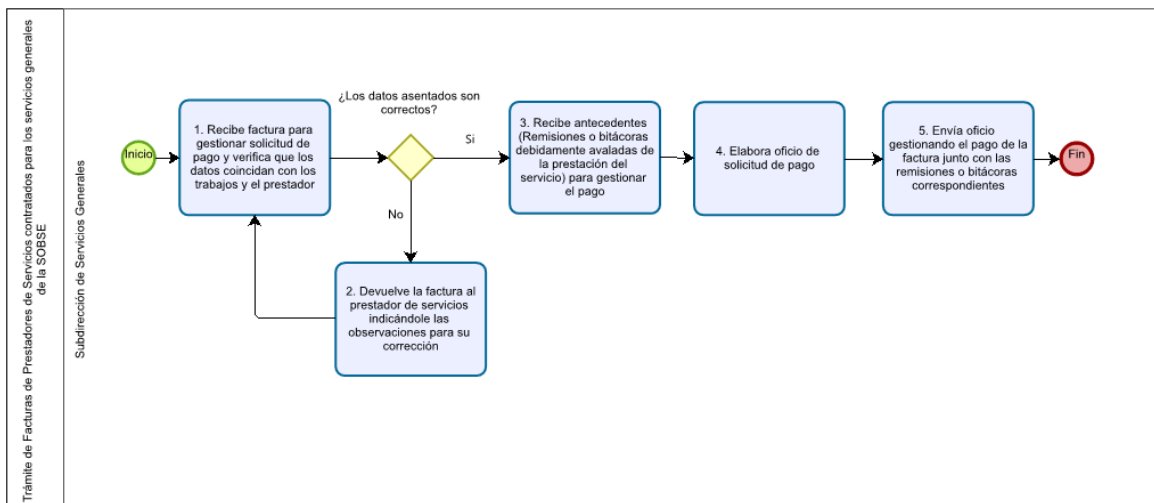 Trámite de Facturas de Prestadores de Servicios contratados para los servicios generales
de la SOBSE
Subdirección de Servicios Generales
Inicio
1. Recibe factura para
gestionar solicitud de
pago y verifica que los
datos coincidan con los
trabajos y el prestador
¿Los datos asentados son
correctos?
Si
No
2. Devuelve la factura al
prestador de servicios
indicándole las
observaciones para su
corrección
3. Recibe antecedentes
(Remisiones o bitácoras
debidamente avaladas de
la prestación del
servicio) para gestionar
el pago
4. Elabora oficio de
solicitud de pago
5. Envía oficio
gestionando el pago de la
factura junto con las
remisiones o bitácoras
correspondientes
Fin